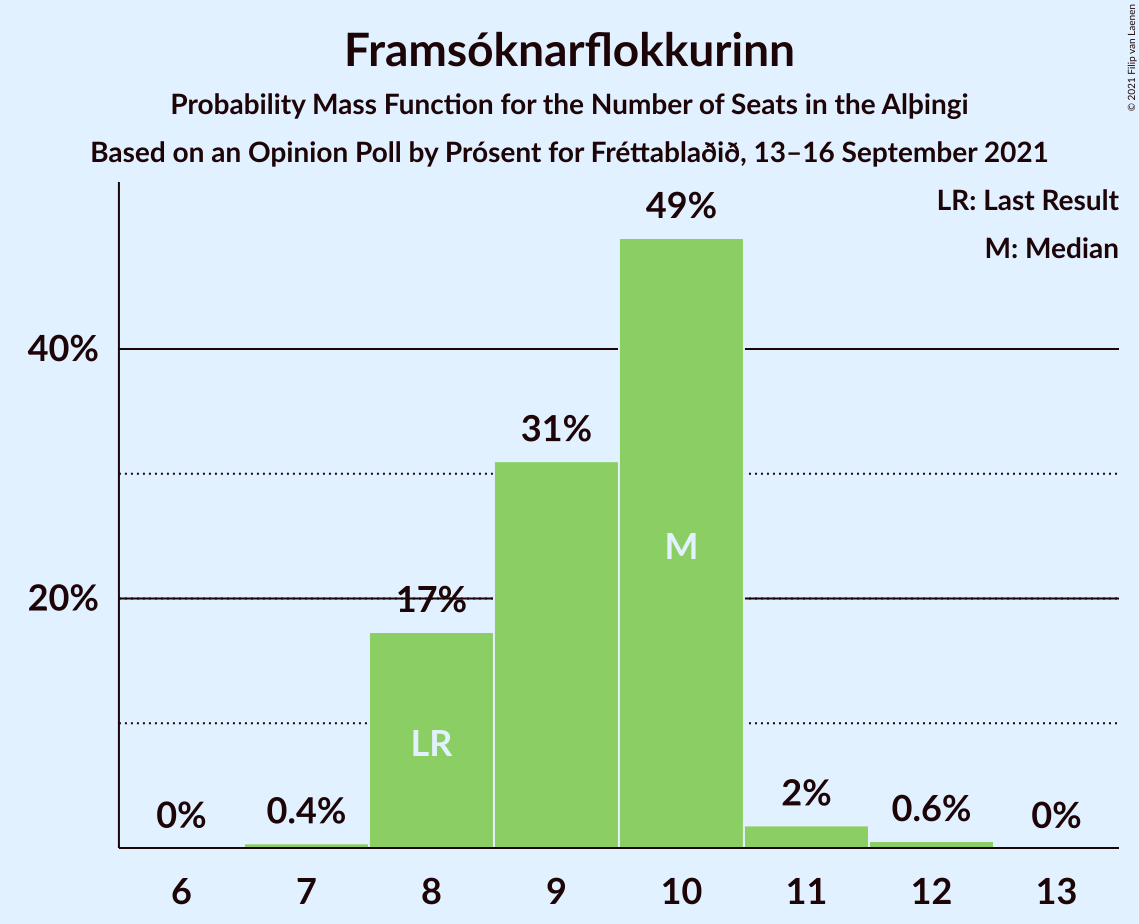 Framsóknarflokkurinn
Probability Mass Function for the Number of Seats in the Alþingi
Based on an Opinion Poll by Prósent for Fréttablaðið, 13–16 September 2021
© 2021 Filip van Laenen
LR: Last Result
M: Median
49%
40%
31%
M
20%
17%
LR
0%
0.4%
2%
0.6%
0%
6 7 8 9 10 11 12 13